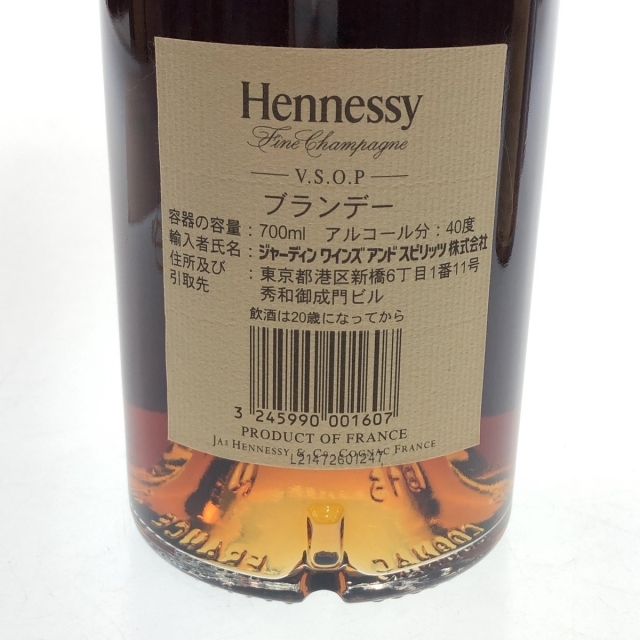 Hennessy
Fine Champagne
V.S.O.P
ブランデー
容器の容量：700ml アルコール分：40度
輸入者氏名：ジャーディン ワインズ アンド スピリッツ 株式会社
住所及び：東京都港区新橋6丁目1番11号
引取先 秀和御成門ビル
飲酒は20歳になってから
3 245990 001607
PRODUCT OF FRANCE
JAs HENNESSY & Co COGNAC FRANCE
L21472601247
FRANCE
COGNAC